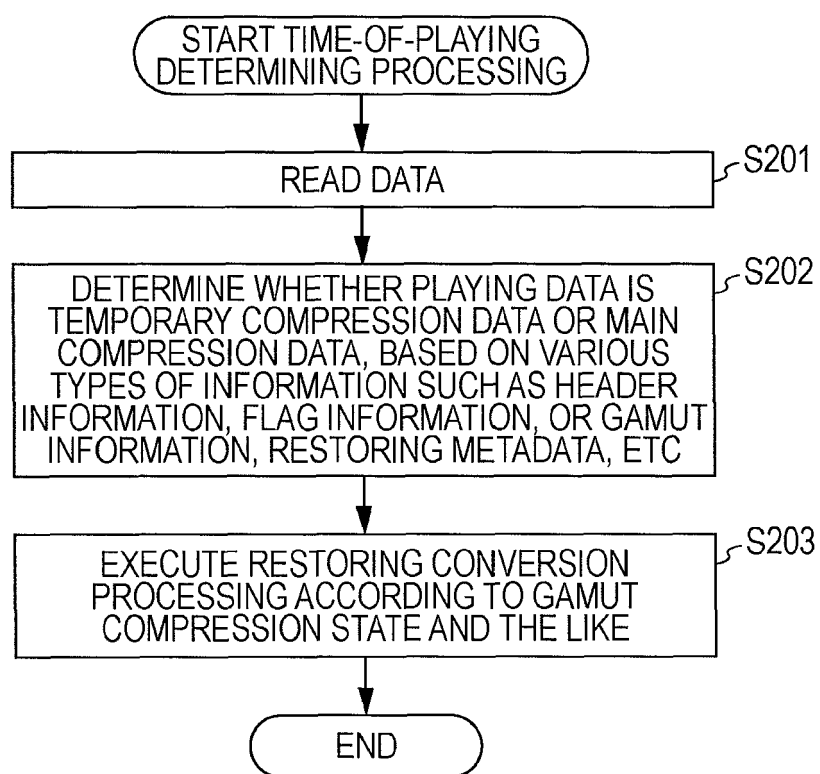 START TIME-OF-PLAYING
DETERMINING PROCESSING
READ DATA
S201
DETERMINE WHETHER PLAYING DATA IS
TEMPORARY COMPRESSION DATA OR MAIN
COMPRESSION DATA, BASED ON VARIOUS
TYPES OF INFORMATION SUCH AS HEADER
INFORMATION, FLAG INFORMATION, OR GAMUT
INFORMATION, RESTORING METADATA, ETC
S202
EXECUTE RESTORING CONVERSION
PROCESSING ACCORDING TO GAMUT
COMPRESSION STATE AND THE LIKE
S203
END